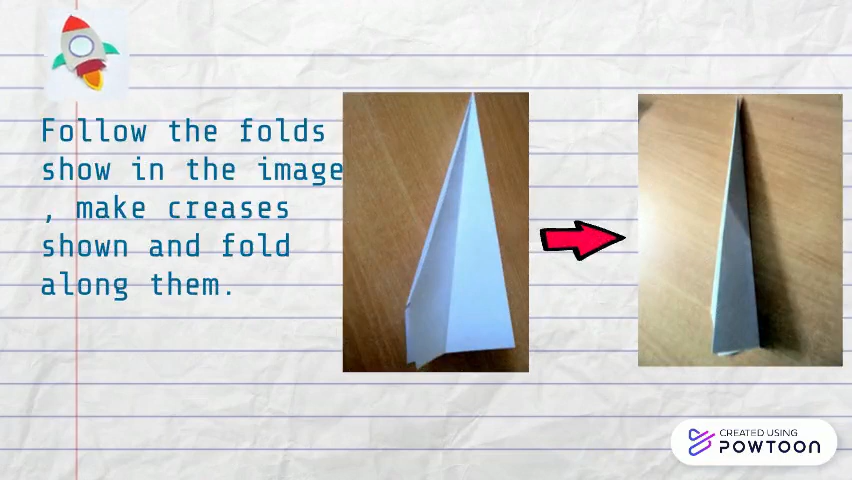 Follow the folds
show in the image
, make creases
shown and fold
along them.
CREATED USING
POWTOON